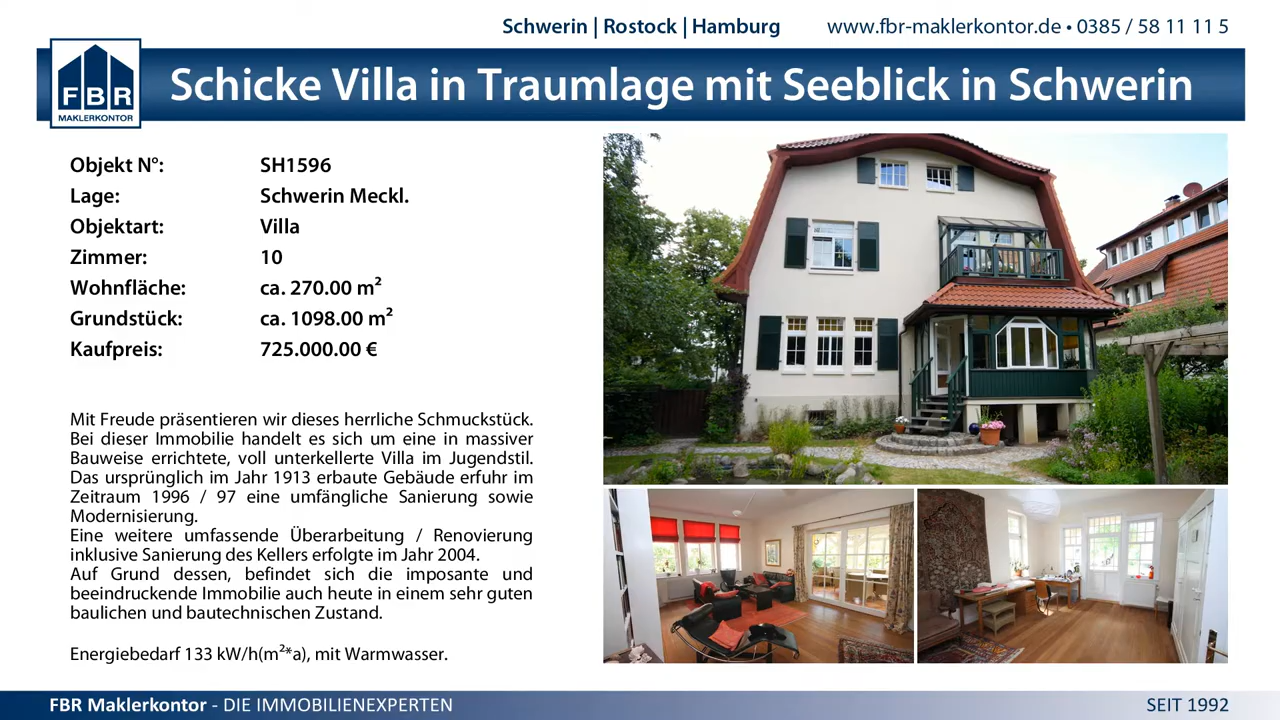 Schwerin | Rostock | Hamburg
www.fbr-maklerkontor.de • 0385 / 58 11 11 5
FBR
MAKLERKONTOR
Schicke Villa in Traumlage mit Seeblick in Schwerin
Objekt N°: SH1596
Lage: Schwerin Meckl.
Objektart: Villa
Zimmer: 10
Wohnfläche: ca. 270.00 m²
Grundstück: ca. 1098.00 m²
Kaufpreis: 725.000.00 €
Mit Freude präsentieren wir dieses herrliche Schmuckstück.
Bei dieser Immobilie handelt es sich um eine in massiver
Bauweise errichtete, voll unterkellerte Villa im Jugendstil.
Das ursprünglich im Jahr 1913 erbaute Gebäude erfuhr im
Zeitraum 1996 / 97 eine umfängliche Sanierung sowie
Modernisierung.
Eine weitere umfassende Überarbeitung / Renovierung
inklusive Sanierung des Kellers erfolgte im Jahr 2004.
Auf Grund dessen, befindet sich die imposante und
beeindruckende Immobilie auch heute in einem sehr guten
baulichen und bautechnischen Zustand.
Energiebedarf 133 kW/h(m²*a), mit Warmwasser.
FBR Maklerkontor - DIE IMMOBILIENEXPERTEN
SEIT 1992